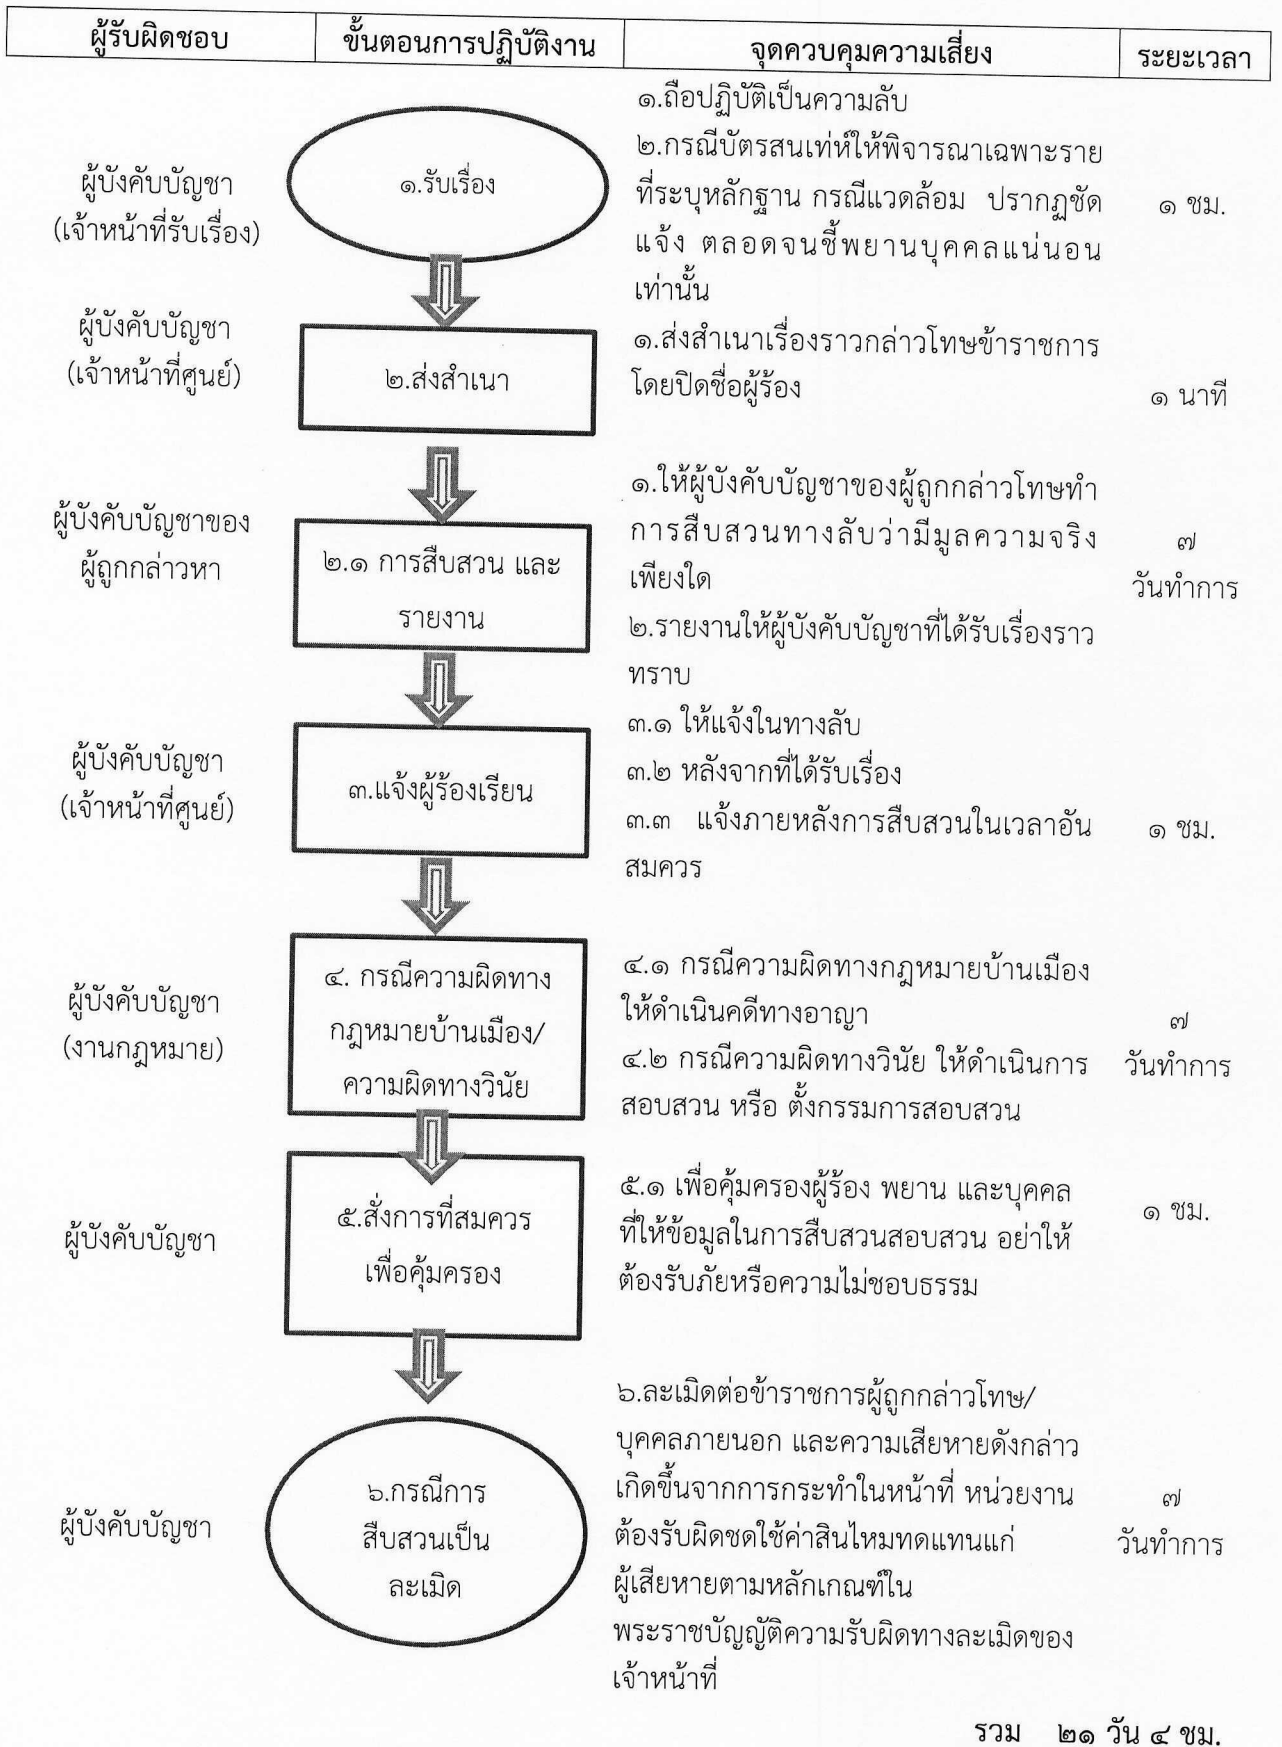 ผู้รับผิดชอบ ขั้นตอนการปฏิบัติงาน จุดควบคุมความเสี่ยง ระยะเวลา
ผู้บังคับบัญชา
(เจ้าหน้าที่รับเรื่อง)
๑.รับเรื่อง
๑.ถือปฏิบัติเป็นความลับ
๒.กรณีบัตรสนเท่ห์ให้พิจารณาเฉพาะราย
ที่ระบุหลักฐาน กรณีแวดล้อม ปรากฏชัด
แจ้ง ตลอดจนชี้พยานบุคคลแน่นอน
เท่านั้น
๑ ชม.
ผู้บังคับบัญชา
(เจ้าหน้าที่ศูนย์)
๒.ส่งสำเนา
๑.ส่งสำเนาเรื่องราวกล่าวโทษข้าราชการ
โดยปิดชื่อผู้ร้อง
๑ นาที
ผู้บังคับบัญชาของ
ผู้ถูกกล่าวหา
๒.๑ การสืบสวน และ
รายงาน
๑.ให้ผู้บังคับบัญชาของผู้ถูกกล่าวโทษทำ
การสืบสวนทางลับว่ามีมูลความจริง
เพียงใด
๒.รายงานให้ผู้บังคับบัญชาที่ได้รับเรื่องราว
ทราบ
๗
วันทำการ
ผู้บังคับบัญชา
(เจ้าหน้าที่ศูนย์)
๓.แจ้งผู้ร้องเรียน
๓.๑ ให้แจ้งในทางลับ
๓.๒ หลังจากที่ได้รับเรื่อง
๓.๓ แจ้งภายหลังการสืบสวนในเวลาอัน
สมควร
๑ ชม.
ผู้บังคับบัญชา
(งานกฎหมาย)
๔. กรณีความผิดทาง
กฎหมายบ้านเมือง/
ความผิดทางวินัย
๔.๑ กรณีความผิดทางกฎหมายบ้านเมือง
ให้ดำเนินคดีทางอาญา
๔.๒ กรณีความผิดทางวินัย ให้ดำเนินการ
สอบสวน หรือ ตั้งกรรมการสอบสวน
๗
วันทำการ
ผู้บังคับบัญชา
๕.สั่งการที่สมควร
เพื่อคุ้มครอง
๕.๑ เพื่อคุ้มครองผู้ร้อง พยาน และบุคคล
ที่ให้ข้อมูลในการสืบสวนสอบสวน อย่าให้
ต้องรับภัยหรือความไม่ชอบธรรม
๑ ชม.
ผู้บังคับบัญชา
๖.กรณีการ
สืบสวนเป็น
ละเมิด
๖.ละเมิดต่อข้าราชการผู้ถูกกล่าวโทษ/
บุคคลภายนอก และความเสียหายดังกล่าว
เกิดขึ้นจากการกระทำในหน้าที่ หน่วยงาน
ต้องรับผิดชดใช้ค่าสินไหมทดแทนแก่
ผู้เสียหายตามหลักเกณฑ์ใน
พระราชบัญญัติความรับผิดทางละเมิดของ
เจ้าหน้าที่
๗
วันทำการ
รวม ๒๑ วัน ๔ ชม.